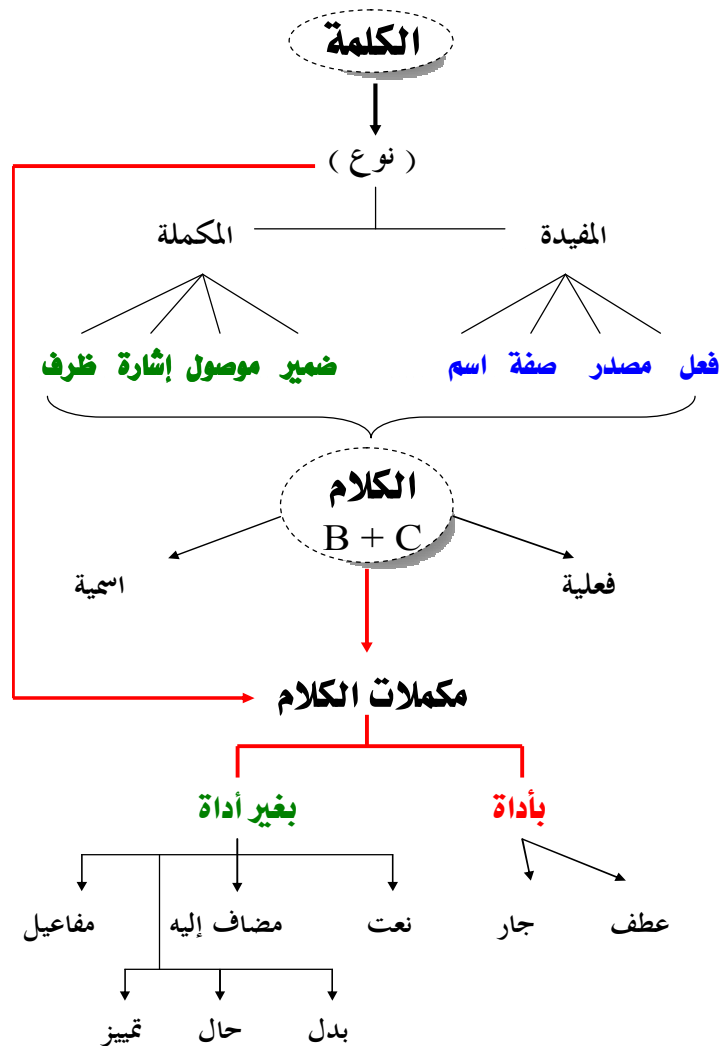 الكلمة
( نوع )
المفيدة المكملة
فعل مصدر صفة اسم ضمير موصول إشارة ظرف
الكلام
B + C
فعلية اسمية
مكملات الكلام
بأداة بغير أداة
عطف جار نعت مضاف إليه مفاعيل
بدل حال تمييز